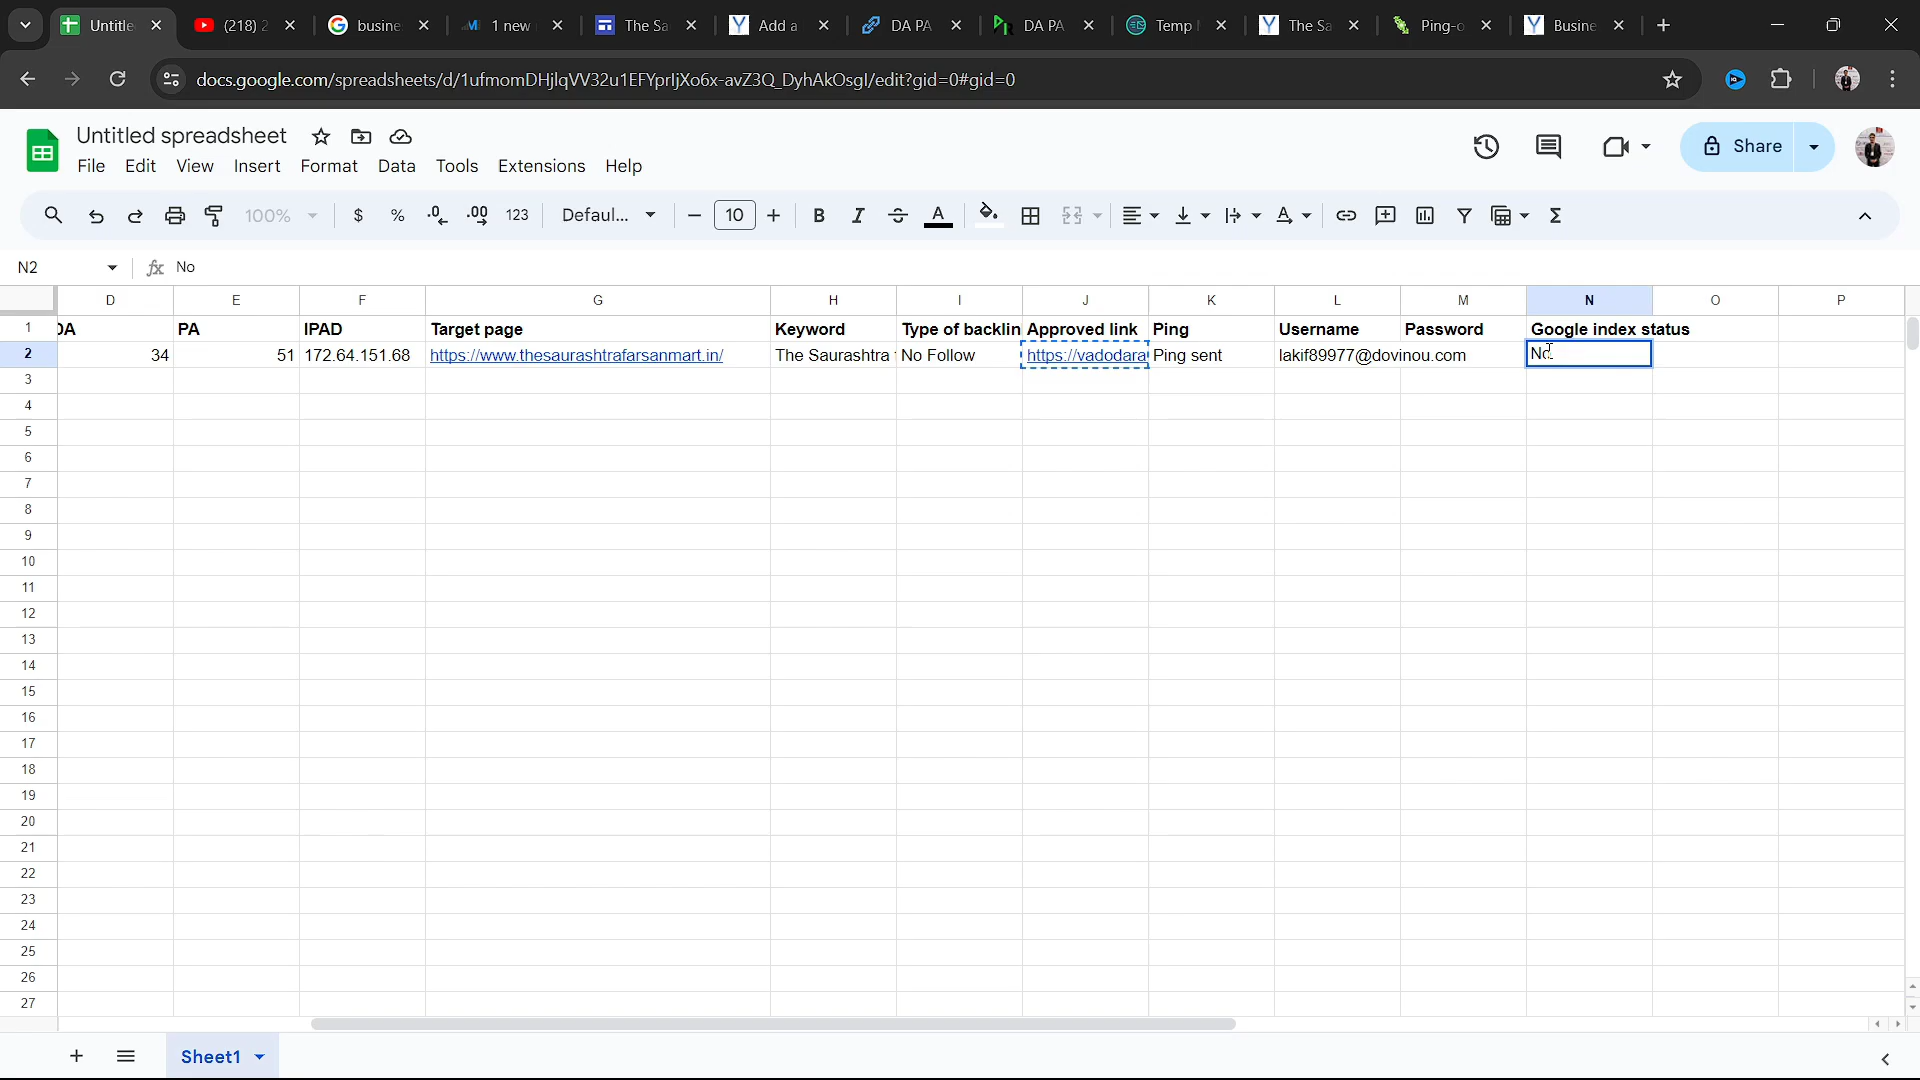 Untitle
(218) 2
busine
1 new
The Sa
Add a
DA PA
DA PA
Temp
The Sa
Ping-o
Busine
docs.google.com/spreadsheets/d/1ufmomDHjlqVV32u1EFYprIjXo6x-avZ3Q_DyhAkOsgI/edit?gid=0#gid=0
Untitled spreadsheet
File Edit View Insert Format Data Tools Extensions Help
Share
100% $ % .0 .00 123 Defaul... 10 B I
N2 fx No
D E F G H I J K L M N O P
1 DA PA IPAD Target page Keyword Type of backlin Approved link Ping Username Password Google index status
2 34 51 172.64.151.68 https://www.thesaurashtrafarsanmart.in/ The Saurashtra No Follow https://vadodara Ping sent lakif89977@dovinou.com No
3
4
5
6
7
8
9
10
11
12
13
14
15
16
17
18
19
20
21
22
23
24
25
26
27
Sheet1